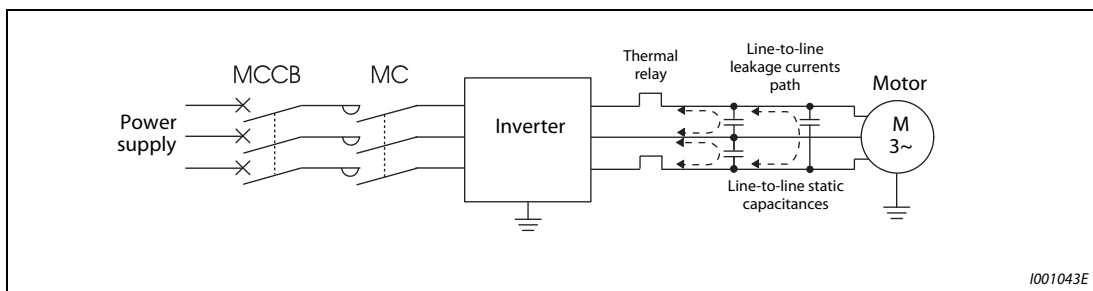 MCCB
MC
Thermal
relay
Line-to-line
leakage currents
path
Motor
Power
supply
Inverter
M
3~
Line-to-line static
capacitances
I001043E